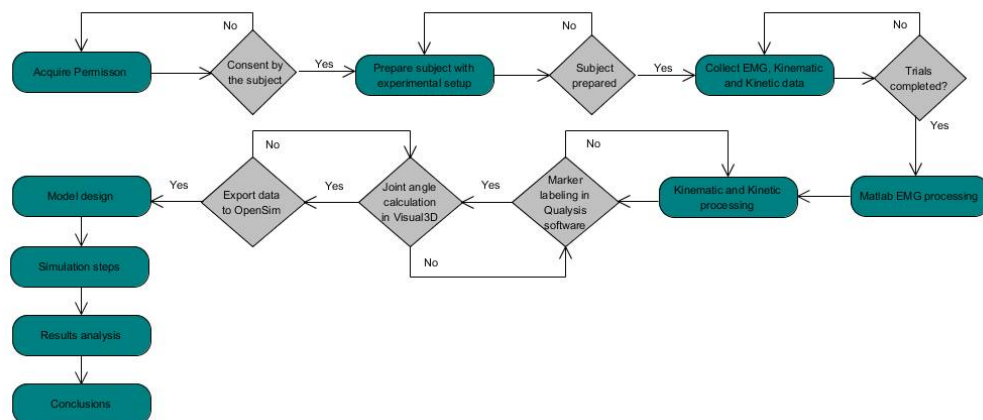 No
No
No
Acquire Permisson
Consent by
the subject
Yes
Prepare subject with
experimental setup
Subject
prepared
Yes
Collect EMG, Kinematic
and Kinetic data
Trials
completed?
Yes
No
No
Model design
Yes
Export data
to OpenSim
Yes
Joint angle
calculation
in Visual3D
Yes
Marker
labeling in
Qualysis
software
Kinematic and Kinetic
processing
Matlab EMG processing
No
Simulation steps
Results analysis
Conclusions